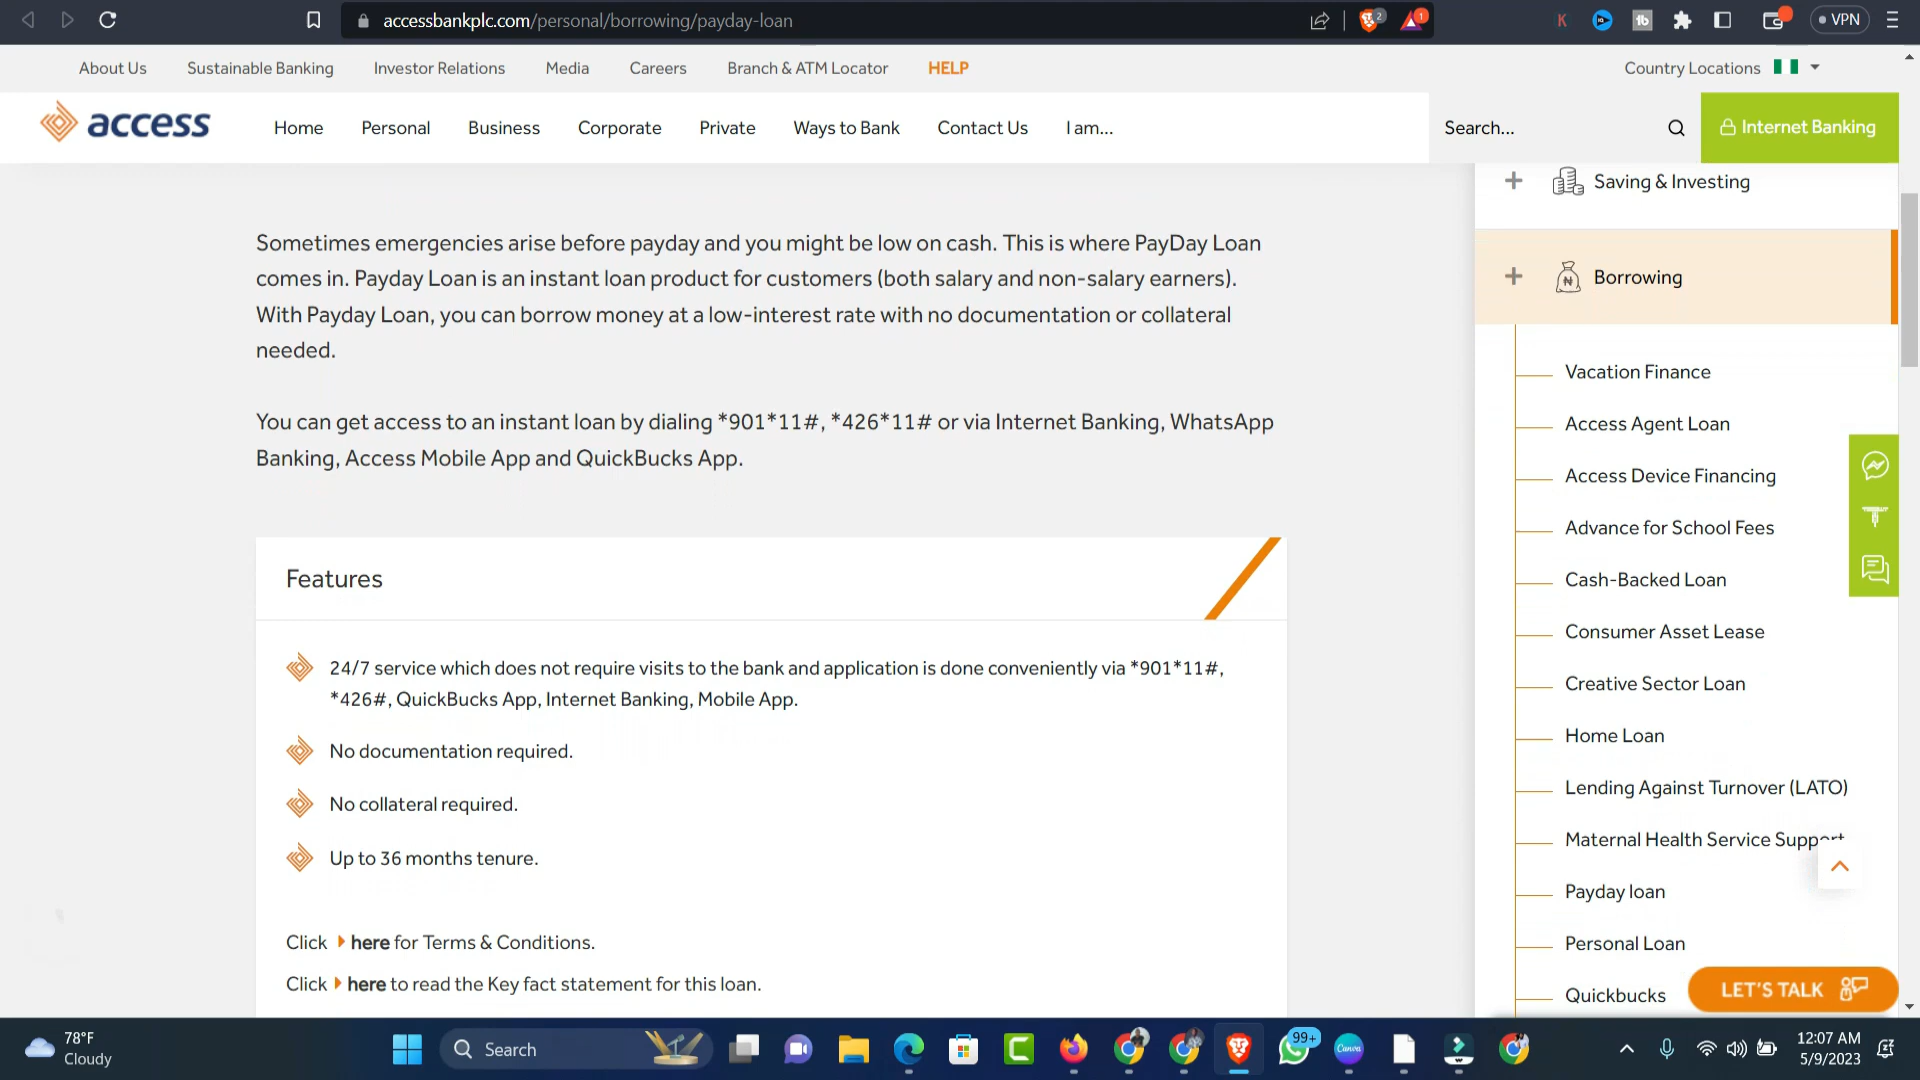 accessbankplc.com/personal/borrowing/payday-loan
2
1
K
tb
VPN
About Us Sustainable Banking Investor Relations Media Careers Branch & ATM Locator HELP
Country Locations
access
Home Personal Business Corporate Private Ways to Bank Contact Us I am...
Search...
Internet Banking
Sometimes emergencies arise before payday and you might be low on cash. This is where PayDay Loan
comes in. Payday Loan is an instant loan product for customers (both salary and non-salary earners).
With Payday Loan, you can borrow money at a low-interest rate with no documentation or collateral
needed.
You can get access to an instant loan by dialing *901*11#, *426*11# or via Internet Banking, WhatsApp
Banking, Access Mobile App and QuickBucks App.
Features
24/7 service which does not require visits to the bank and application is done conveniently via *901*11#,
*426#, QuickBucks App, Internet Banking, Mobile App.
No documentation required.
No collateral required.
Up to 36 months tenure.
Click here for Terms & Conditions.
Click here to read the Key fact statement for this loan.
Saving & Investing
Borrowing
Vacation Finance
Access Agent Loan
Access Device Financing
Advance for School Fees
Cash-Backed Loan
Consumer Asset Lease
Creative Sector Loan
Home Loan
Lending Against Turnover (LATO)
Maternal Health Service Support
Payday loan
Personal Loan
Quickbucks
LET'S TALK
78°F
Cloudy
Search
99+
Canva
12:07 AM
5/9/2023